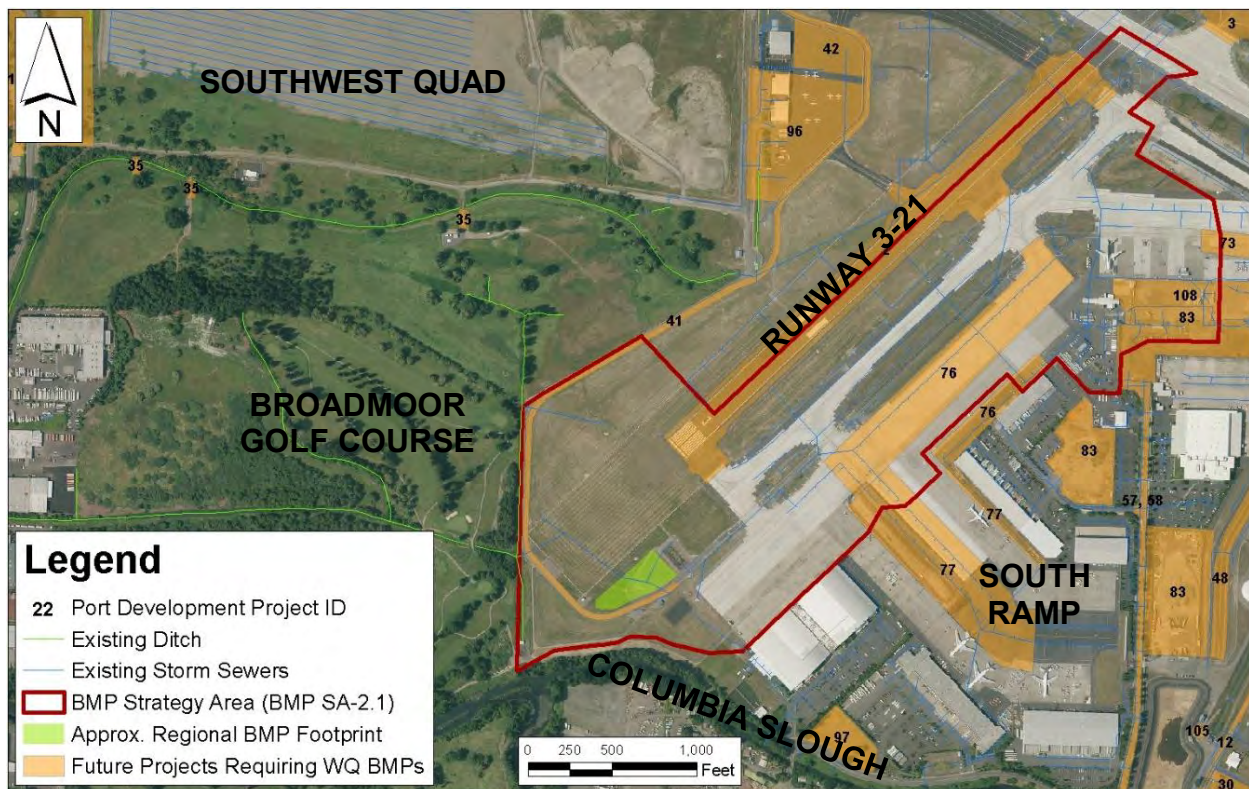 3
42
SOUTHWEST QUAD
N
96
35
35
35
RUNWAY 3-21
73
108
83
41
76
BROADMOOR
GOLF COURSE
76
83
57, 58
77
SOUTH
RAMP
77
83
48
COLUMBIA SLOUGH
97
105
12
30
Legend
22 Port Development Project ID
Existing Ditch
Existing Storm Sewers
BMP Strategy Area (BMP SA-2.1)
Approx. Regional BMP Footprint
Future Projects Requiring WQ BMPs
0 250 500 1,000
Feet